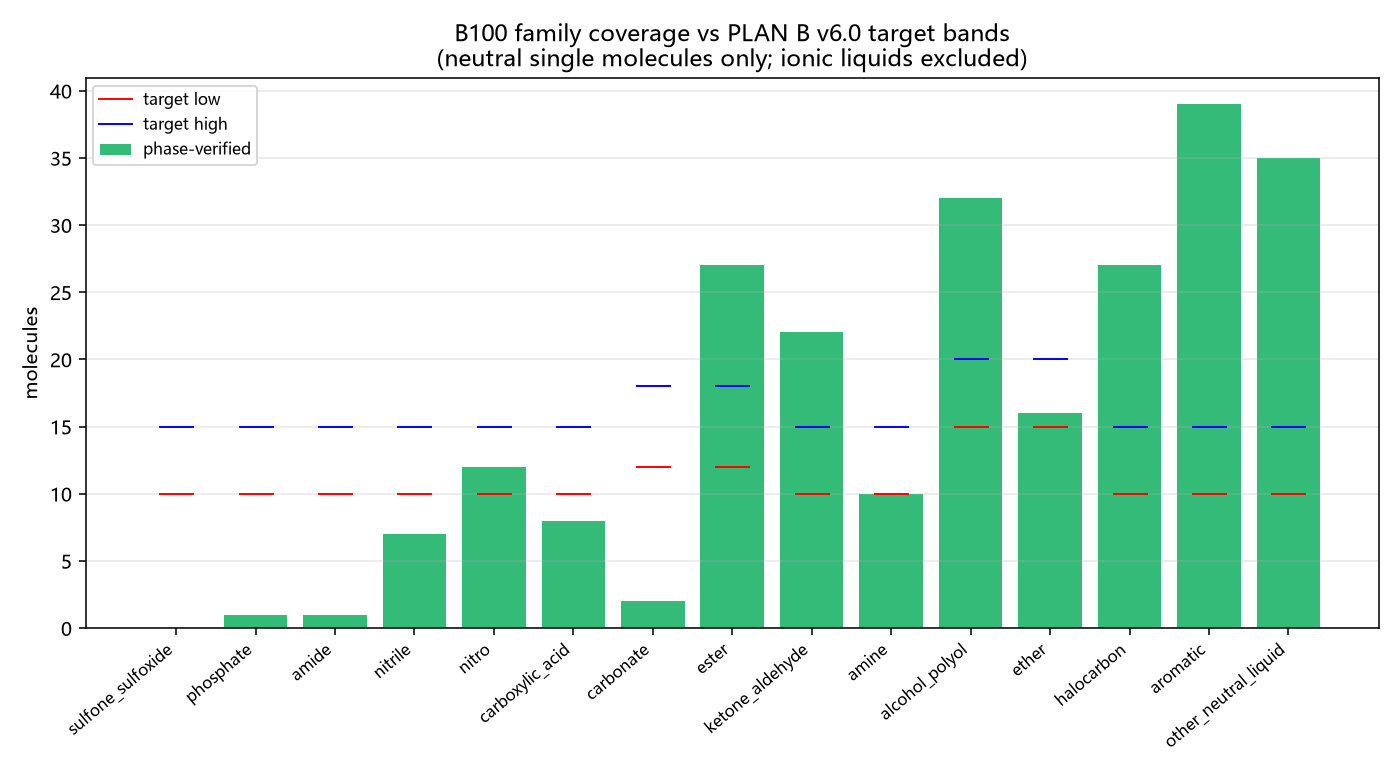 B100 family coverage vs PLAN B v6.0 target bands
(neutral single molecules only; ionic liquids excluded)
target low
target high
phase-verified
molecules
40
35
30
25
20
15
10
5
0
sulfone_sulfoxide
phosphate
amide
nitrile
nitro
carboxylic_acid
carbonate
ester
ketone_aldehyde
amine
alcohol_polyol
ether
halocarbon
aromatic
other_neutral_liquid